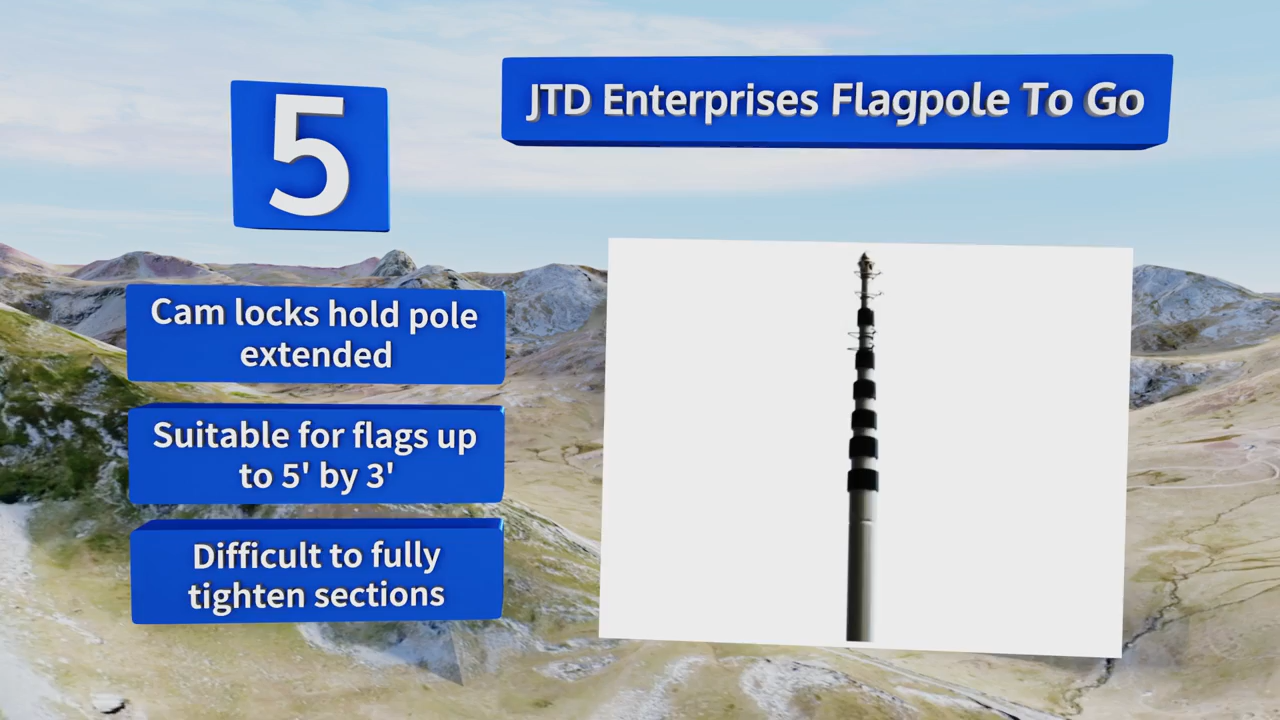 5
JTD Enterprises Flagpole To Go
Cam locks hold pole
extended
Suitable for flags up
to 5' by 3'
Difficult to fully
tighten sections